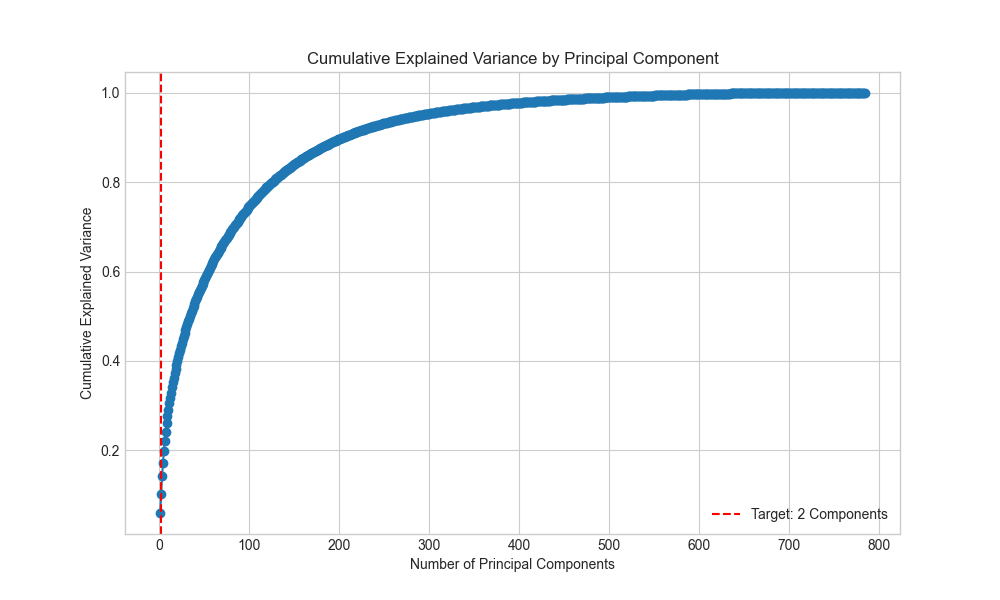 Cumulative Explained Variance by Principal Component
1.0
0.8
0.6
0.4
0.2
Cumulative Explained Variance
Target: 2 Components
0 100 200 300 400 500 600 700 800
Number of Principal Components